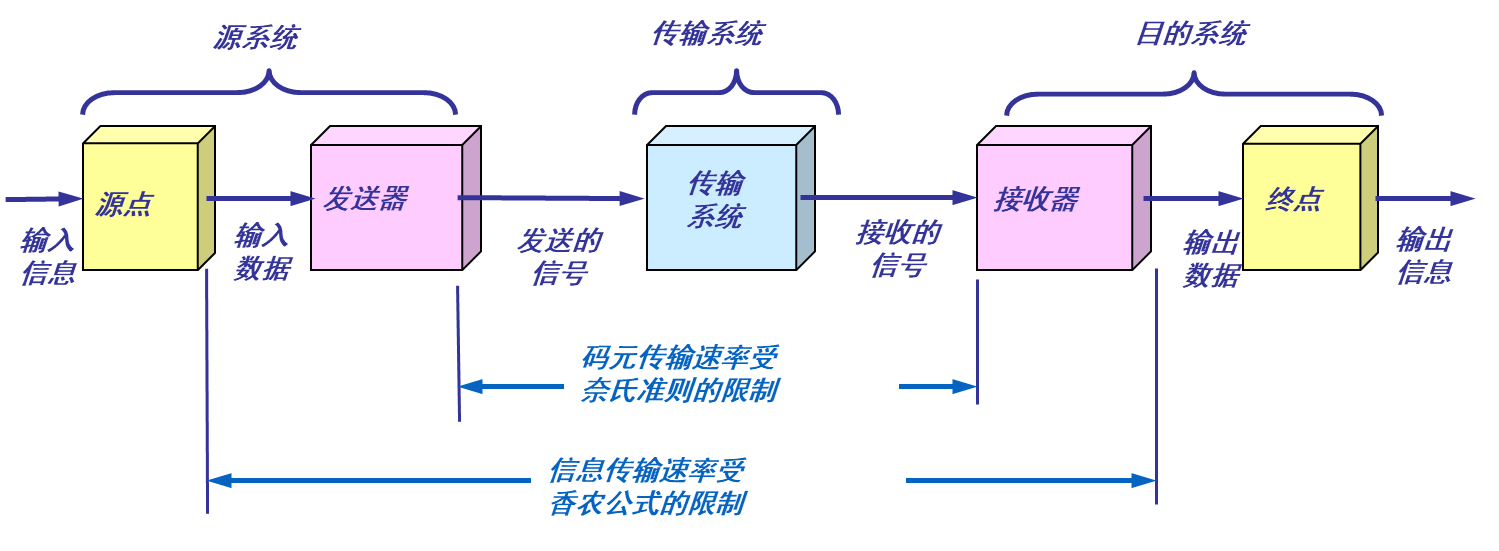 源系统
传输系统
目的系统
源点
发送器
传输
系统
接收器
终点
输入
信息
输入
数据
发送的
信号
接收的
信号
输出
数据
输出
信息
码元传输速率受
奈氏准则的限制
信息传输速率受
香农公式的限制